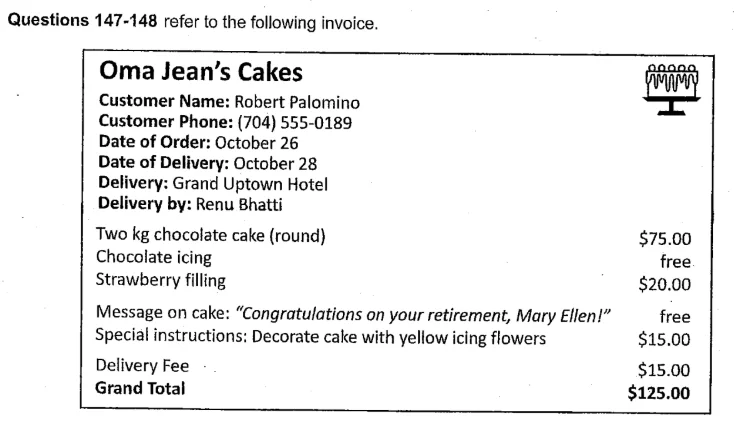 Questions 147-148 refer to the following invoice.
Oma Jean's Cakes
Customer Name: Robert Palomino
Customer Phone: (704) 555-0189
Date of Order: October 26
Date of Delivery: October 28
Delivery: Grand Uptown Hotel
Delivery by: Renu Bhatti
Two kg chocolate cake (round) $75.00
Chocolate icing free
Strawberry filling $20.00
Message on cake: "Congratulations on your retirement, Mary Ellen!" free
Special instructions: Decorate cake with yellow icing flowers $15.00
Delivery Fee $15.00
Grand Total $125.00